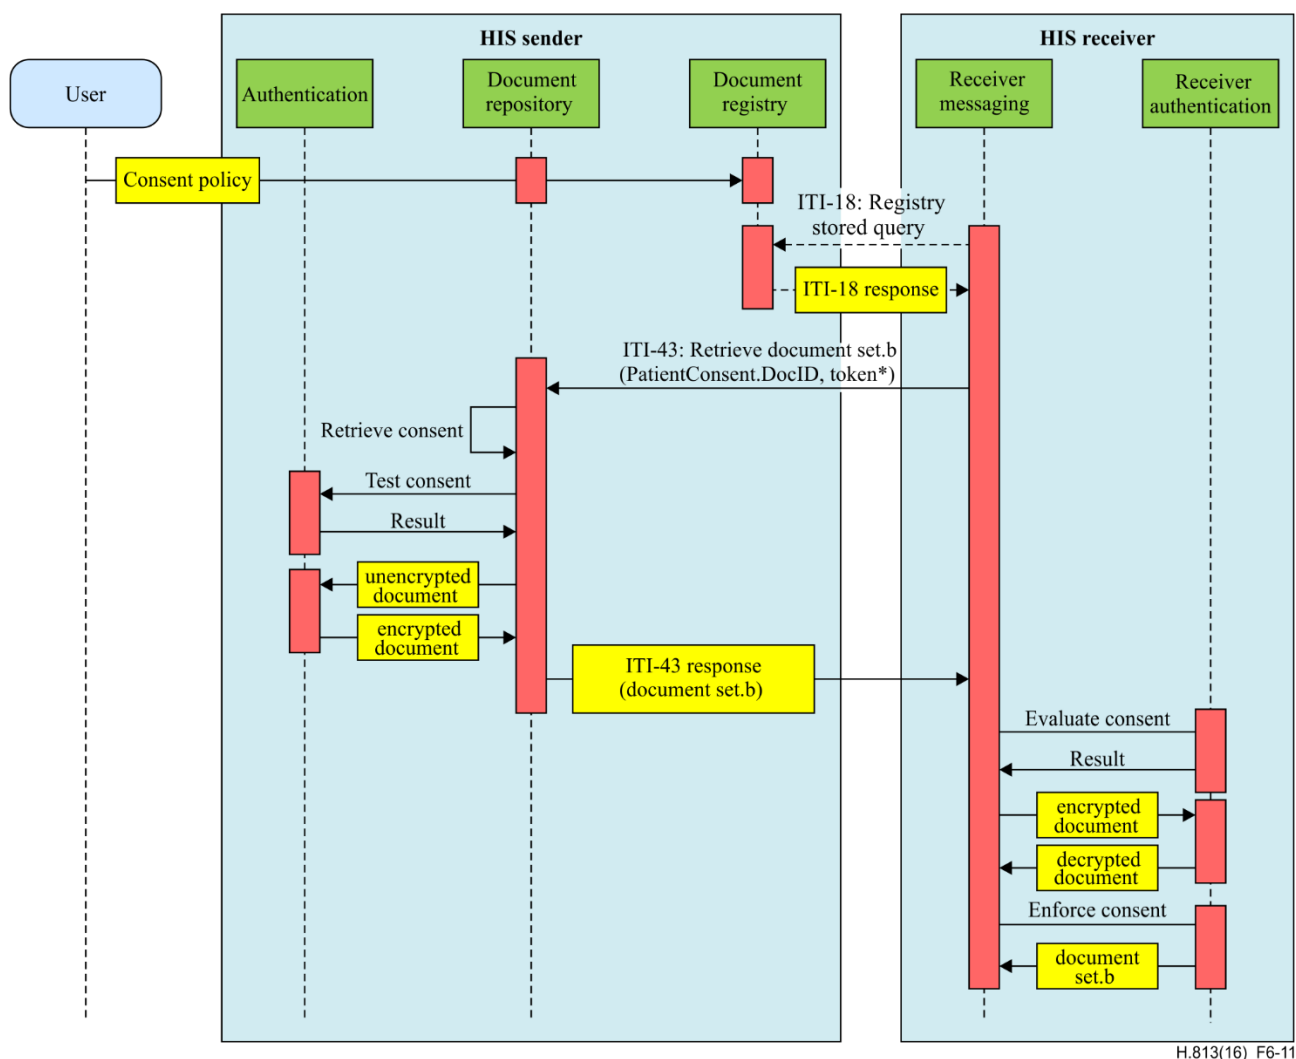 HIS sender
HIS receiver
User
Authentication
Document
repository
Document
registry
Receiver
messaging
Receiver
authentication
Consent policy
ITI-18: Registry
stored query
ITI-18 response
ITI-43: Retrieve document set.b
(PatientConsent.DocID, token*)
Retrieve consent
Test consent
Result
unencrypted
document
encrypted
document
ITI-43 response
(document set.b)
Evaluate consent
Result
encrypted
document
decrypted
document
Enforce consent
document
set.b
H.813(16)_F6-11